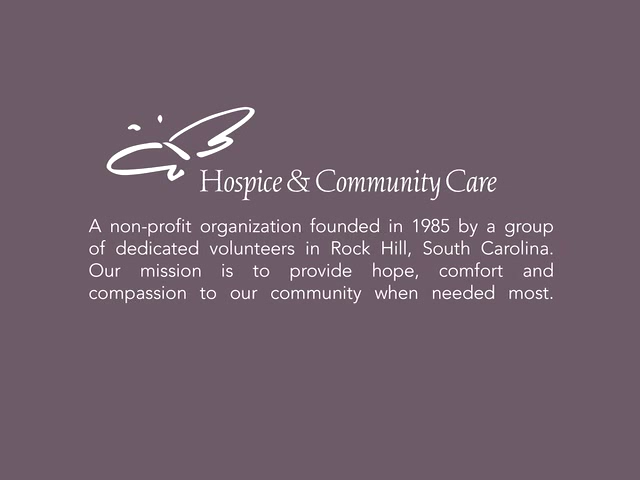 Hospice & Community Care
A non-profit organization founded in 1985 by a group
of dedicated volunteers in Rock Hill, South Carolina.
Our mission is to provide hope, comfort and
compassion to our community when needed most.